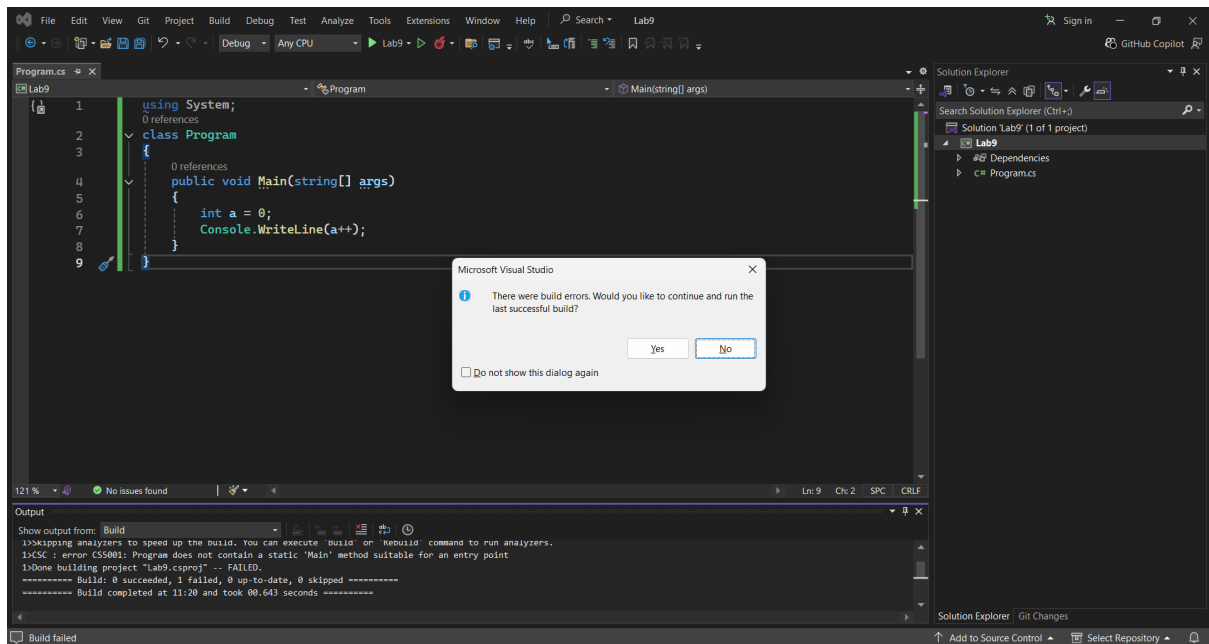 File Edit View Git Project Build Debug Test Analyze Tools Extensions Window Help Search Lab9 Sign in
Debug Any CPU Lab9 GitHub Copilot
Program.cs
Lab9 Program Main(string[] args)
1 using System;
0 references
2 class Program
3 {
0 references
4 public void Main(string[] args)
5 {
6 int a = 0;
7 Console.WriteLine(a++);
8 }
9 }
Solution Explorer
Search Solution Explorer (Ctrl+;)
Solution 'Lab9' (1 of 1 project)
Lab9
Dependencies
C# Program.cs
Microsoft Visual Studio
There were build errors. Would you like to continue and run the
last successful build?
Yes No
Do not show this dialog again
121 % No issues found Ln: 9 Ch: 2 SPC CRLF
Output
Show output from: Build
1>Skipping analyzers to speed up the build. You can execute 'Build' or 'Rebuild' command to run analyzers.
1>CSC : error CS5001: Program does not contain a static 'Main' method suitable for an entry point
1>Done building project "Lab9.csproj" -- FAILED.
========== Build: 0 succeeded, 1 failed, 0 up-to-date, 0 skipped ==========
========== Build completed at 11:20 and took 00.643 seconds ==========
Solution Explorer Git Changes
Build failed Add to Source Control Select Repository